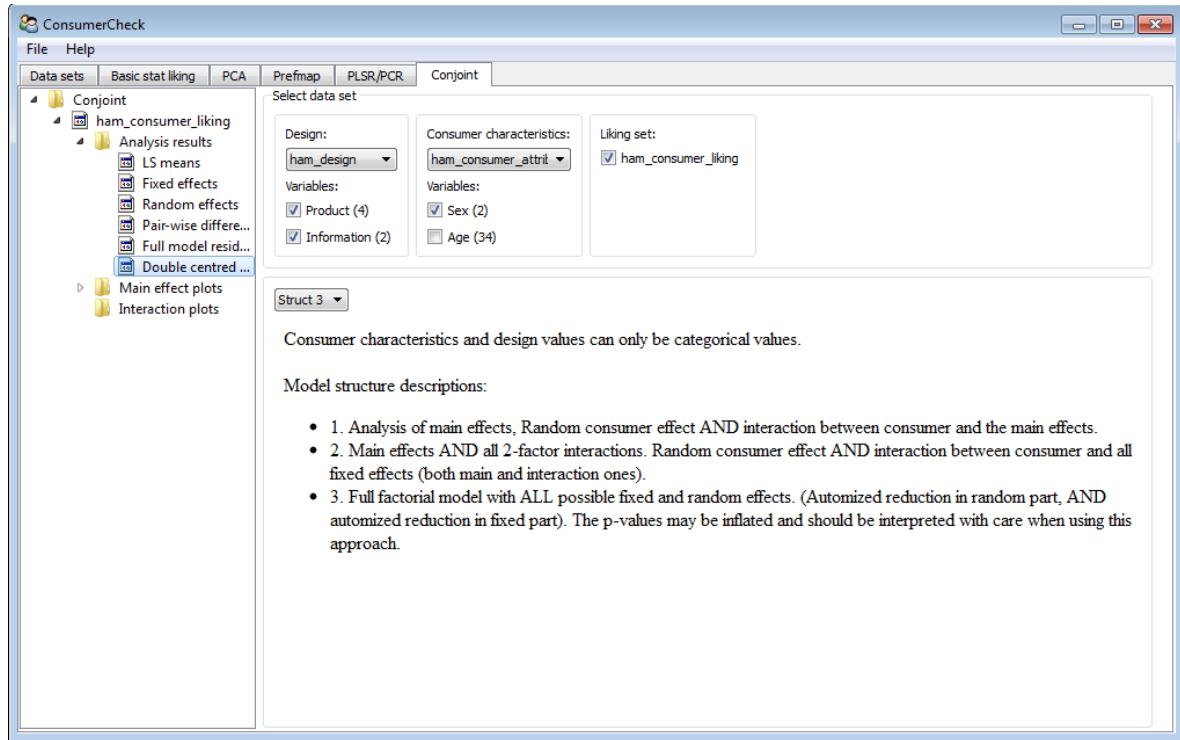 ConsumerCheck
File Help
Data sets Basic stat liking PCA Prefmap PLSR/PCR Conjoint
Conjoint
ham_consumer_liking
Analysis results
LS means
Fixed effects
Random effects
Pair-wise differe...
Full model resid...
Double centred ...
Main effect plots
Interaction plots
Select data set
Design:
ham_design
Variables:
Product (4)
Information (2)
Consumer characteristics:
ham_consumer_attril
Variables:
Sex (2)
Age (34)
Liking set:
ham_consumer_liking
Struct 3
Consumer characteristics and design values can only be categorical values.
Model structure descriptions:
• 1. Analysis of main effects, Random consumer effect AND interaction between consumer and the main effects.
• 2. Main effects AND all 2-factor interactions. Random consumer effect AND interaction between consumer and all
fixed effects (both main and interaction ones).
• 3. Full factorial model with ALL possible fixed and random effects. (Automized reduction in random part, AND
automized reduction in fixed part). The p-values may be inflated and should be interpreted with care when using this
approach.